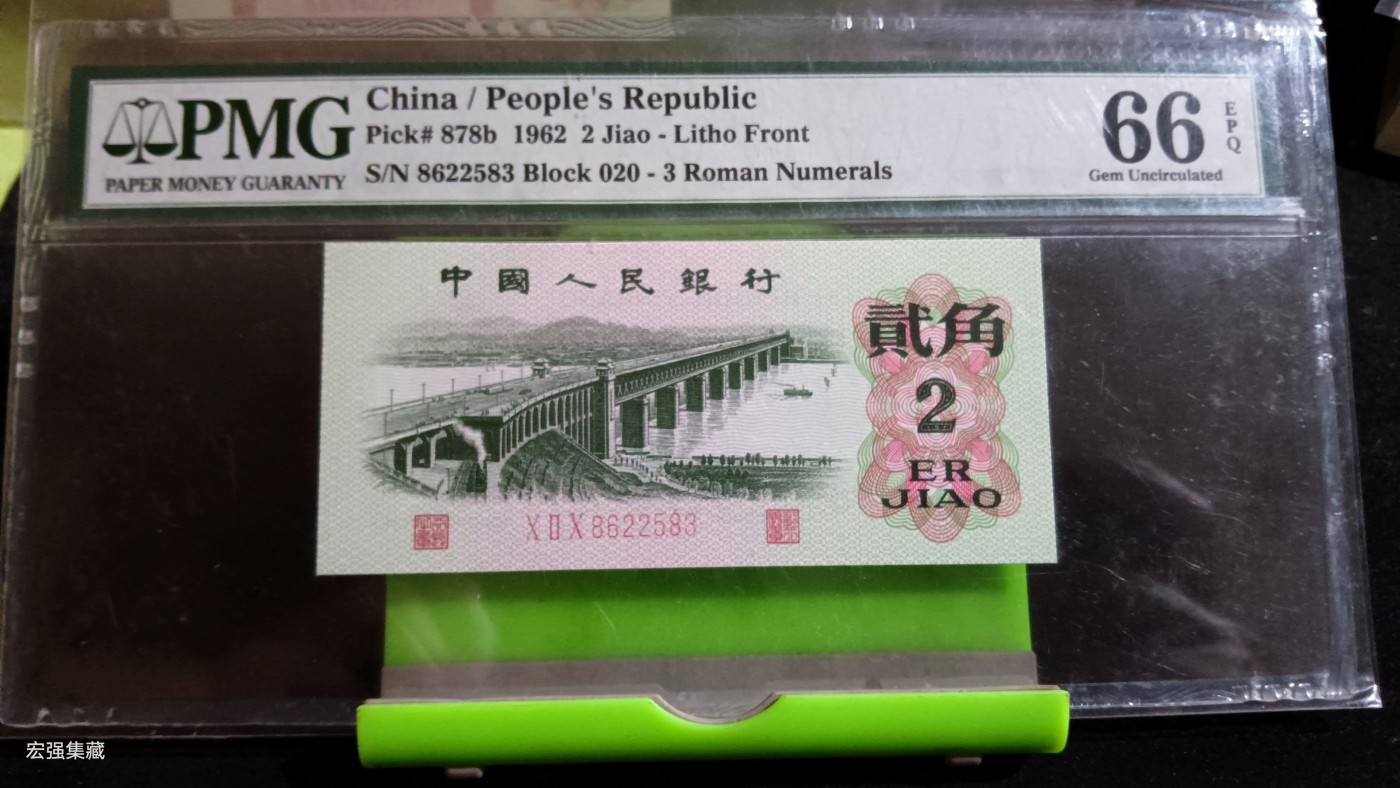 PMG
PAPER MONEY GUARANTY
China / People's Republic
Pick# 878b 1962 2 Jiao - Litho Front
S/N 8622583 Block 020 - 3 Roman Numerals
66
EPQ
Gem Uncirculated
中國人民銀行
貳角
2
ER
JIAO
X II X 8622583
宏强集藏